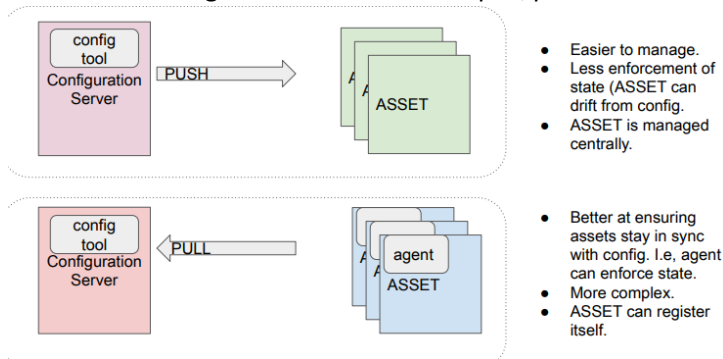 config
tool
Configuration
Server
PUSH
A
A
ASSET
● Easier to manage.
● Less enforcement of
state (ASSET can
drift from config.
● ASSET is managed
centrally.
config
tool
Configuration
Server
PULL
agent
A
A
ASSET
● Better at ensuring
assets stay in sync
with config. I.e, agent
can enforce state.
● More complex.
● ASSET can register
itself.